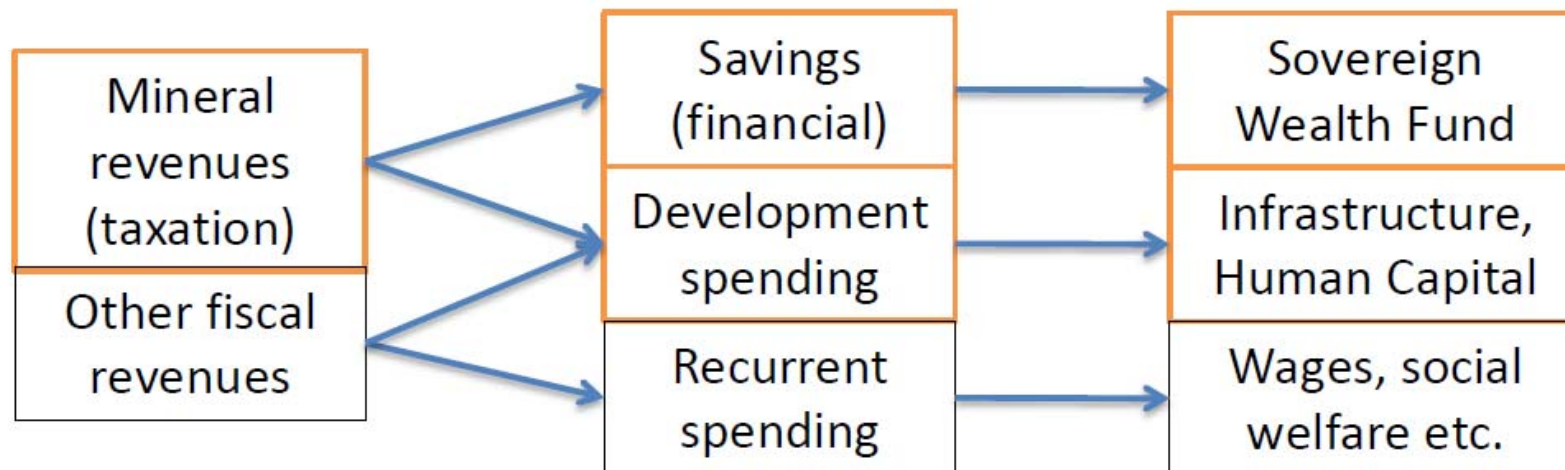 Mineral
revenues
(taxation)
Other fiscal
revenues
Savings
(financial)
Development
spending
Recurrent
spending
Sovereign
Wealth Fund
Infrastructure,
Human Capital
Wages, social
welfare etc.